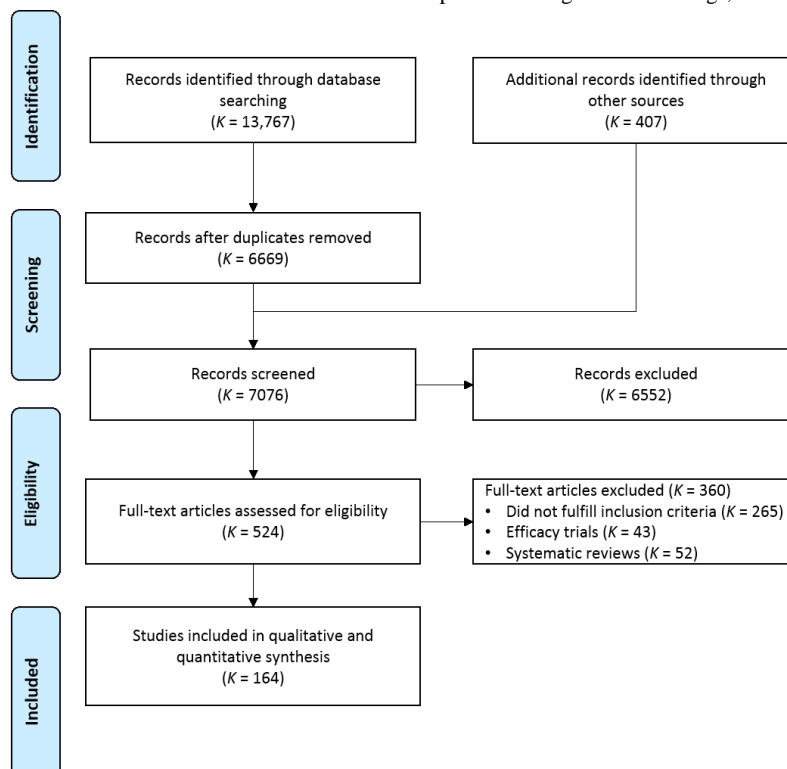 Identification
Records identified through database
searching
(K = 13,767)
Additional records identified through
other sources
(K = 407)
Screening
Records after duplicates removed
(K = 6669)
Records screened
(K = 7076)
Records excluded
(K = 6552)
Eligibility
Full-text articles assessed for eligibility
(K = 524)
Full-text articles excluded (K = 360)
• Did not fulfill inclusion criteria (K = 265)
• Efficacy trials (K = 43)
• Systematic reviews (K = 52)
Included
Studies included in qualitative and
quantitative synthesis
(K = 164)